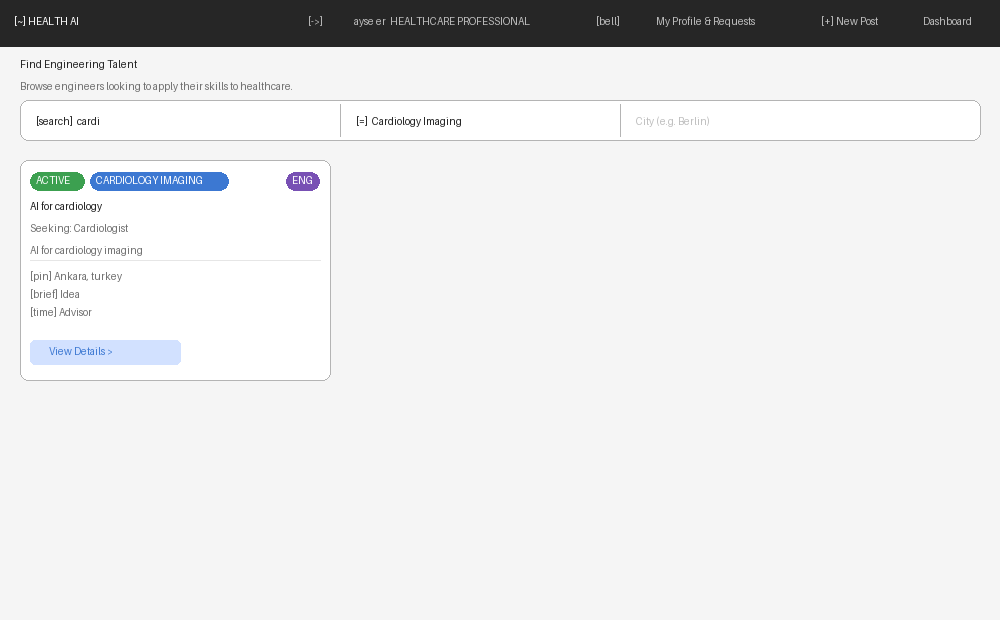 [~] HEALTH AI [->] ayse er HEALTHCARE PROFESSIONAL [bell] My Profile & Requests [+] New Post Dashboard
Find Engineering Talent
Browse engineers looking to apply their skills to healthcare.
[search] cardi [=] Cardiology Imaging City (e.g. Berlin)
ACTIVE CARDIOLOGY IMAGING ENG
AI for cardiology
Seeking: Cardiologist
AI for cardiology imaging
[pin] Ankara, turkey
[brief] Idea
[time] Advisor
View Details >